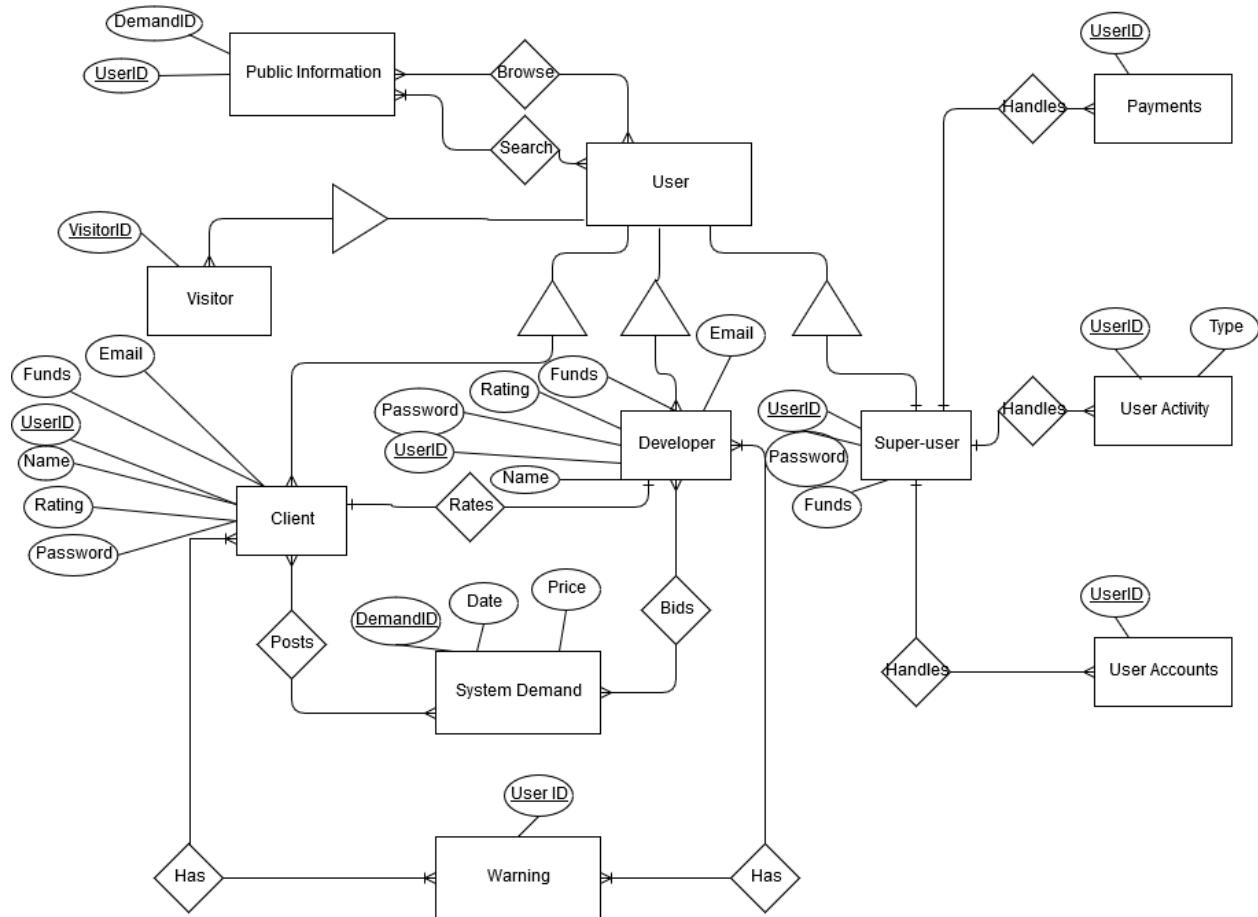 DemandID
UserID
Public Information
Browse
Search
User
UserID
Handles
Payments
VisitorID
Visitor
UserID
Type
Handles
User Activity
Email
Funds
UserID
Name
Rating
Password
Client
Rates
Email
Funds
Rating
Password
UserID
Name
Developer
UserID
Password
Funds
Super-user
Posts
DemandID
Date
Price
System Demand
Bids
Handles
UserID
User Accounts
User ID
Has
Warning
Has